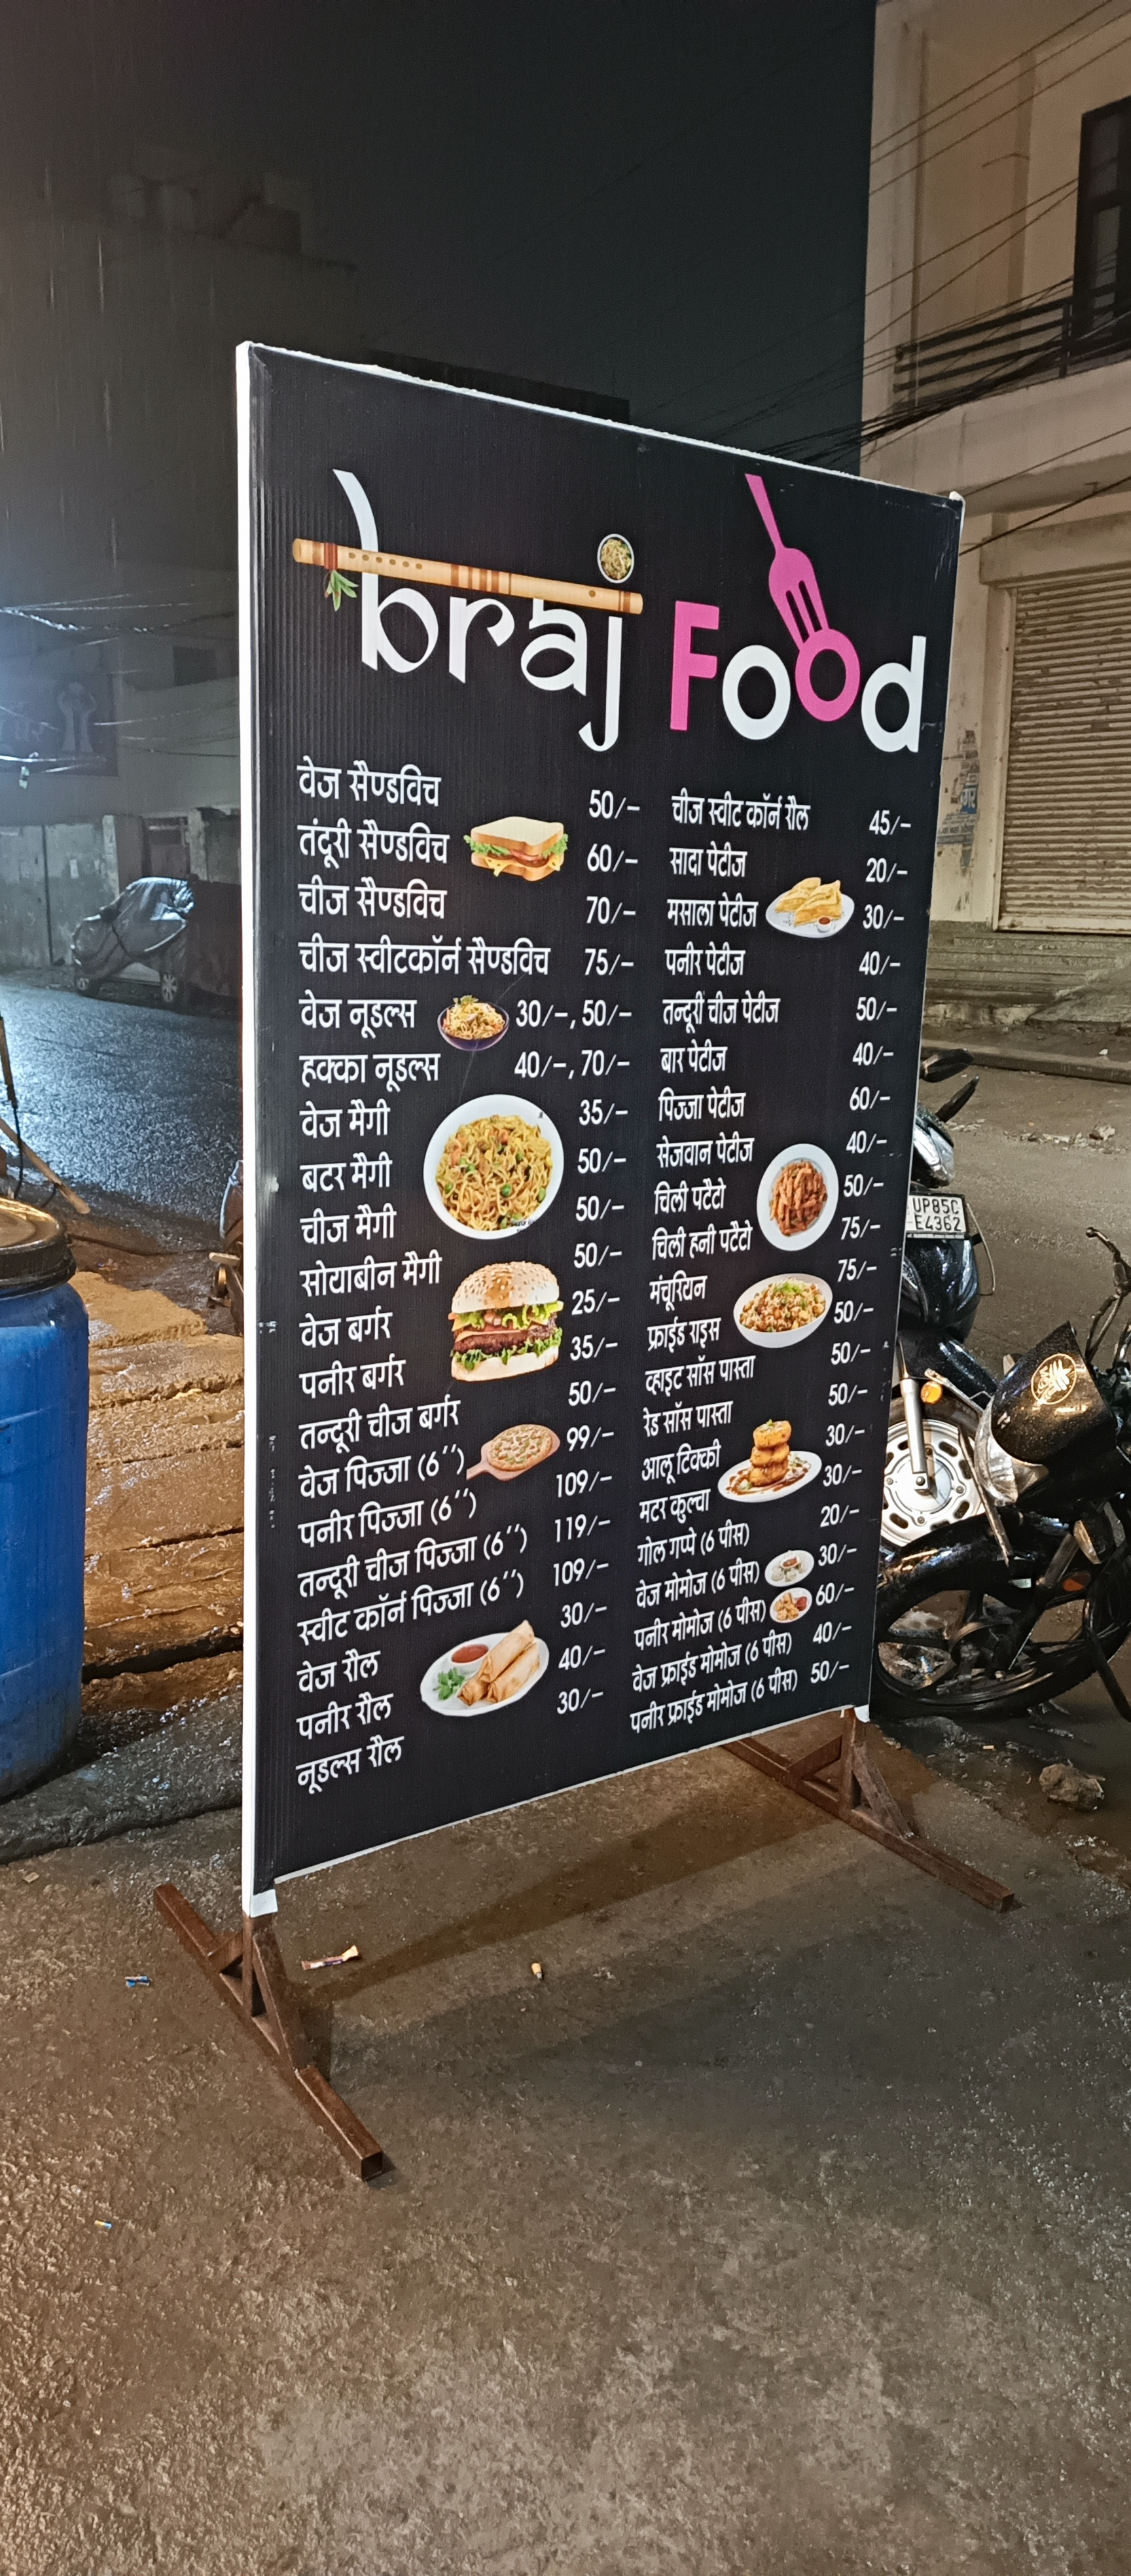 braj Food
वेज सैण्डविच 50/-
तंदूरी सैण्डविच 60/-
चीज सैण्डविच 70/-
चीज स्वीटकॉर्न सैण्डविच 75/-
वेज नूडल्स 30/-, 50/-
हक्का नूडल्स 40/-, 70/-
वेज मैगी 35/-
बटर मैगी 50/-
चीज मैगी 50/-
सोयाबीन मैगी 50/-
वेज बर्गर 25/-
पनीर बर्गर 35/-
तन्दूरी चीज बर्गर 50/-
वेज पिज्जा (6'') 99/-
पनीर पिज्जा (6'') 109/-
तन्दूरी चीज पिज्जा (6'') 119/-
स्वीट कॉर्न पिज्जा (6'') 109/-
वेज रौल 30/-
पनीर रौल 40/-
नूडल्स रौल 30/-
चीज स्वीट कॉर्न रौल 45/-
सादा पेटीज 20/-
मसाला पेटीज 30/-
पनीर पेटीज 40/-
तन्दूरी चीज पेटीज 50/-
बार पेटीज 40/-
पिज्जा पेटीज 60/-
सेजवान पेटीज 40/-
चिली पटैटो 50/-
चिली हनी पटैटो 75/-
मंचूरियन 75/-
फ्राईड राइस 50/-
व्हाइट सॉस पास्ता 50/-
रेड सॉस पास्ता 50/-
आलू टिक्की 30/-
मटर कुल्चा 30/-
गोल गप्पे (6 पीस) 20/-
वेज मोमोज (6 पीस) 30/-
पनीर मोमोज (6 पीस) 60/-
वेज फ्राईड मोमोज (6 पीस) 40/-
पनीर फ्राईड मोमोज (6 पीस) 50/-
UP85C
E4362